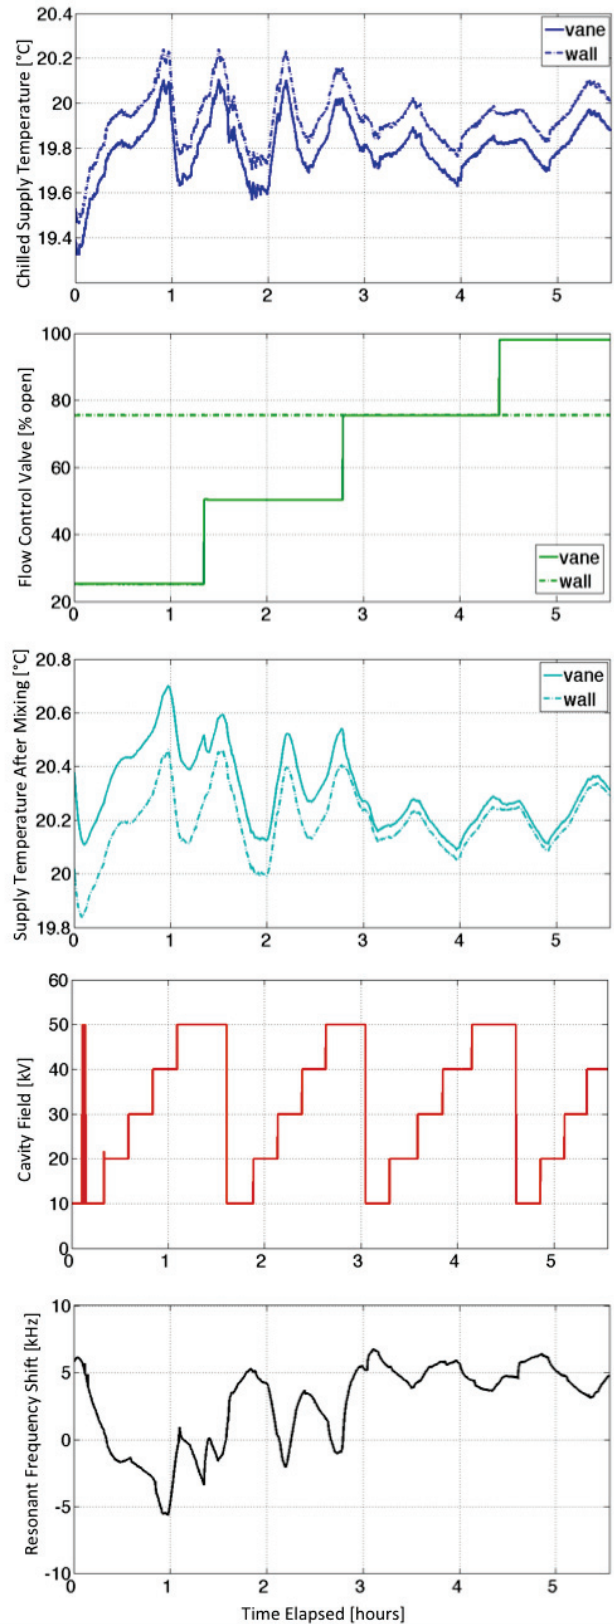 Chilled Supply Temperature [°C]
20.4
20.2
20
19.8
19.6
19.4
vane
wall
0 1 2 3 4 5
Flow Control Valve [% open]
100
80
60
40
20
vane
wall
0 1 2 3 4 5
Supply Temperature After Mixing [°C]
20.8
20.6
20.4
20.2
20
19.8
vane
wall
0 1 2 3 4 5
Cavity Field [kV]
60
50
40
30
20
10
0
0 1 2 3 4 5
Resonant Frequency Shift [kHz]
10
5
0
-5
-10
0 1 2 3 4 5
Time Elapsed [hours]